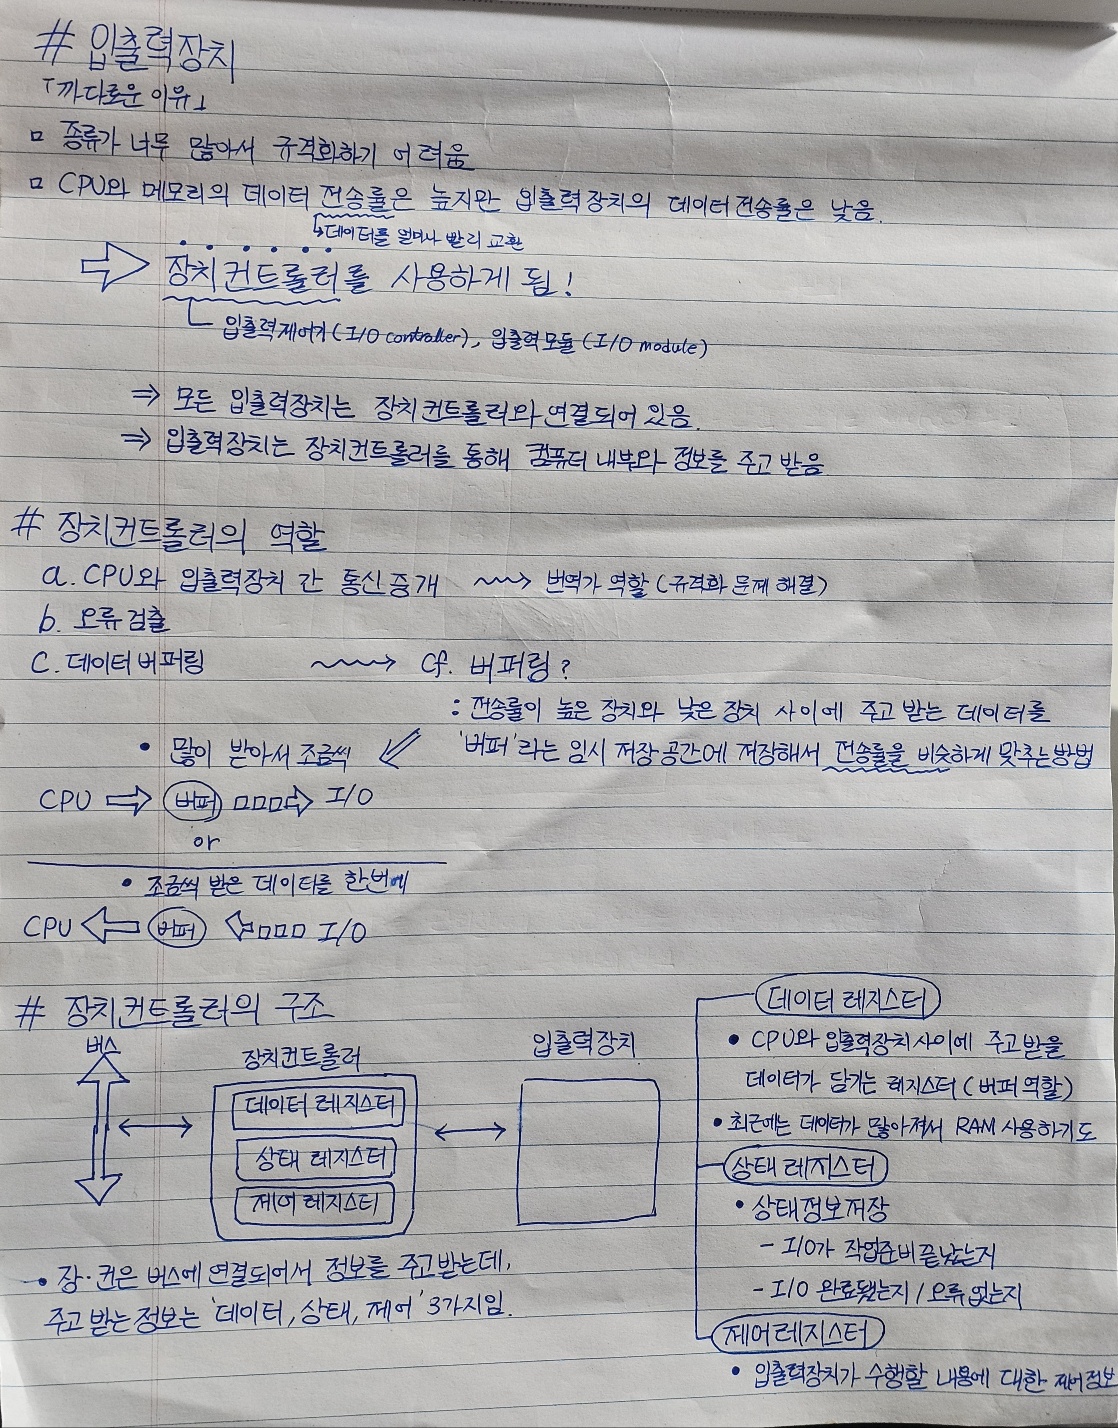 # 입출력장치
「까다로운 이유」
▫ 종류가 너무 많아서 규격화하기 어려움
▫ CPU와 메모리의 데이터 전송률은 높지만 입출력장치의 데이터 전송률은 낮음.
↳데이터를 얼마나 빨리 교환
⇒ 장치컨트롤러를 사용하게 됨!
입출력제어기(I/O controller), 입출력모듈(I/O module)
⇒ 모든 입출력장치는 장치컨트롤러와 연결되어 있음.
⇒ 입출력장치는 장치컨트롤러를 통해 컴퓨터 내부와 정보를 주고 받음
# 장치컨트롤러의 역할
a. CPU와 입출력장치 간 통신중개 ⇝ 번역가 역할(규격화 문제 해결)
b. 오류검출
c. 데이터버퍼링 ⇝ cf. 버퍼링?
: 전송률이 높은 장치와 낮은 장치 사이에 주고 받는 데이터를
'버퍼'라는 임시 저장공간에 저장해서 전송률을 비슷하게 맞추는방법
• 많이 받아서 조금씩
CPU ⇒ 버퍼 □□□⇒ I/O
or
• 조금씩 받은 데이터를 한번에
CPU ⇐ 버퍼 ⇐□□□ I/O
# 장치컨트롤러의 구조
버스
장치컨트롤러
입출력장치
데이터 레지스터
상태 레지스터
제어 레지스터
• 장·컨은 버스에 연결되어서 정보를 주고받는데,
주고 받는 정보는 '데이터, 상태, 제어' 3가지임.
데이터 레지스터
• CPU와 입출력장치사이에 주고받을
데이터가 담기는 레지스터(버퍼역할)
• 최근에는 데이터가 많아져서 RAM 사용하기도
상태 레지스터
• 상태정보저장
- I/O가 작업준비끝났는지
- I/O 완료됐는지 / 오류없는지
제어레지스터
• 입출력장치가 수행할 내용에 대한 제어정보